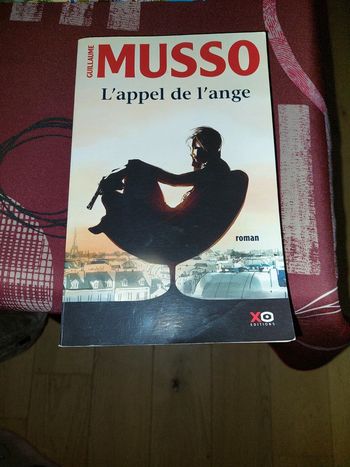 GUILLAUME
MUSSO
L'appel de l'ange
roman
XO
EDITIONS